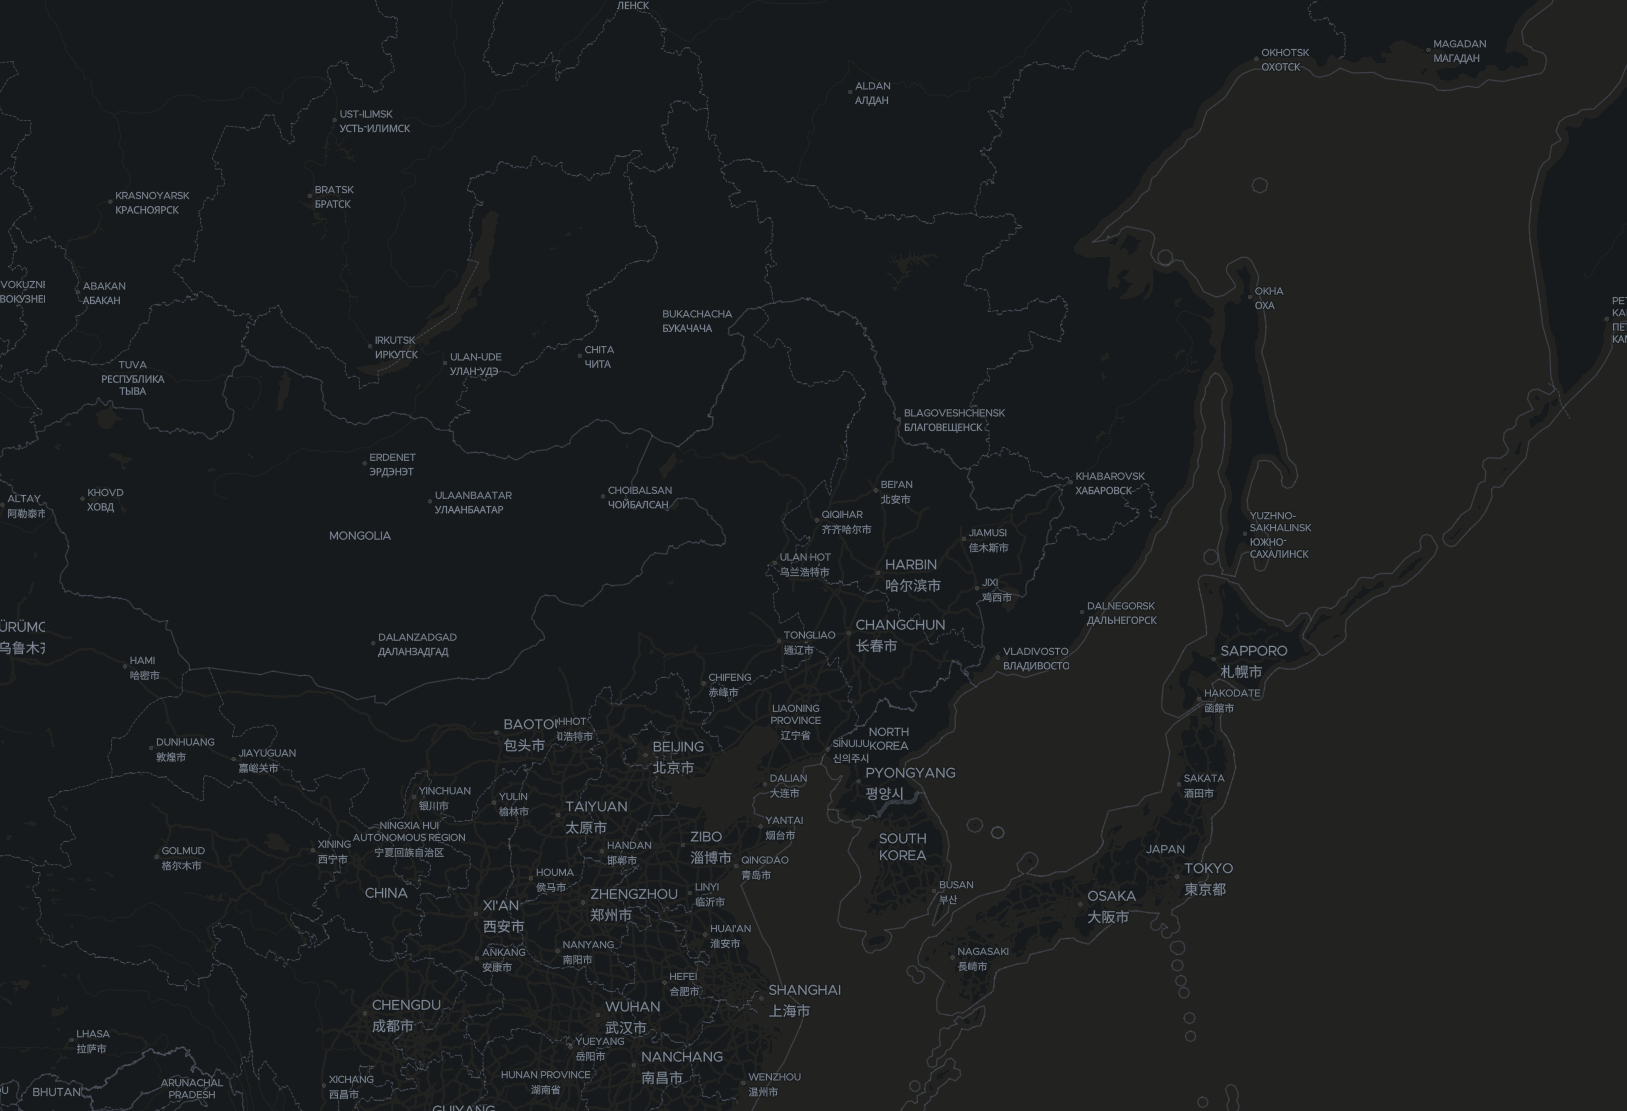 ЛЕНСК
MAGADAN
МАГАДАН
OKHOTSK
ОХОТСК
ALDAN
АЛДАН
UST-ILIMSK
УСТЬ-ИЛИМСК
BRATSK
БРАТСК
KRASNOYARSK
КРАСНОЯРСК
VOKUZNE
ВОКУЗНЕ
ABAKAN
АБАКАН
OKHA
ОХА
BUKACHACHA
БУКАЧАЧА
IRKUTSK
ИРКУТСК
ULAN-UDE
УЛАН-УДЭ
CHITA
ЧИТА
TUVA
РЕСПУБЛИКА
ТЫВА
BLAGOVESHCHENSK
БЛАГОВЕЩЕНСК
ERDENET
ЭРДЭНЭТ
KHABAROVSK
ХАБАРОВСК
ALTAY
阿勒泰市
KHOVD
ХОВД
ULAANBAATAR
УЛААНБААТАР
CHOIBALSAN
ЧОЙБАЛСАН
BEI'AN
北安市
QIQIHAR
齐齐哈尔市
YUZHNO-
SAKHALINSK
ЮЖНО-
САХАЛИНСК
MONGOLIA
JIAMUSI
佳木斯市
ULAN HOT
乌兰浩特市
HARBIN
哈尔滨市
JIXI
鸡西市
DALNEGORSK
ДАЛЬНЕГОРСК
ÜRÜMC
乌鲁木齐
DALANZADGAD
ДАЛАНЗАДГАД
TONGLIAO
通辽市
CHANGCHUN
长春市
VLADIVOSTO
ВЛАДИВОСТО
SAPPORO
札幌市
HAMI
哈密市
CHIFENG
赤峰市
HAKODATE
函館市
BAOTOU
包头市
HHOT
浩特市
LIAONING
PROVINCE
辽宁省
DUNHUANG
敦煌市
JIAYUGUAN
嘉峪关市
BEIJING
北京市
SINUIJU
신의주시
NORTH
KOREA
PYONGYANG
평양시
DALIAN
大连市
SAKATA
酒田市
YINCHUAN
银川市
YULIN
榆林市
TAIYUAN
太原市
NINGXIA HUI
AUTONOMOUS REGION
宁夏回族自治区
YANTAI
烟台市
ZIBO
淄博市
SOUTH
KOREA
GOLMUD
格尔木市
XINING
西宁市
HANDAN
邯郸市
QINGDAO
青岛市
JAPAN
TOKYO
東京都
CHINA
HOUMA
侯马市
ZHENGZHOU
郑州市
LINYI
临沂市
BUSAN
부산
OSAKA
大阪市
XI'AN
西安市
HUAI'AN
淮安市
ANKANG
安康市
NANYANG
南阳市
NAGASAKI
長崎市
HEFEI
合肥市
SHANGHAI
上海市
CHENGDU
成都市
WUHAN
武汉市
LHASA
拉萨市
YUEYANG
岳阳市
NANCHANG
南昌市
BHUTAN
ARUNACHAL
PRADESH
XICHANG
西昌市
HUNAN PROVINCE
湖南省
WENZHOU
温州市
GUIYANG